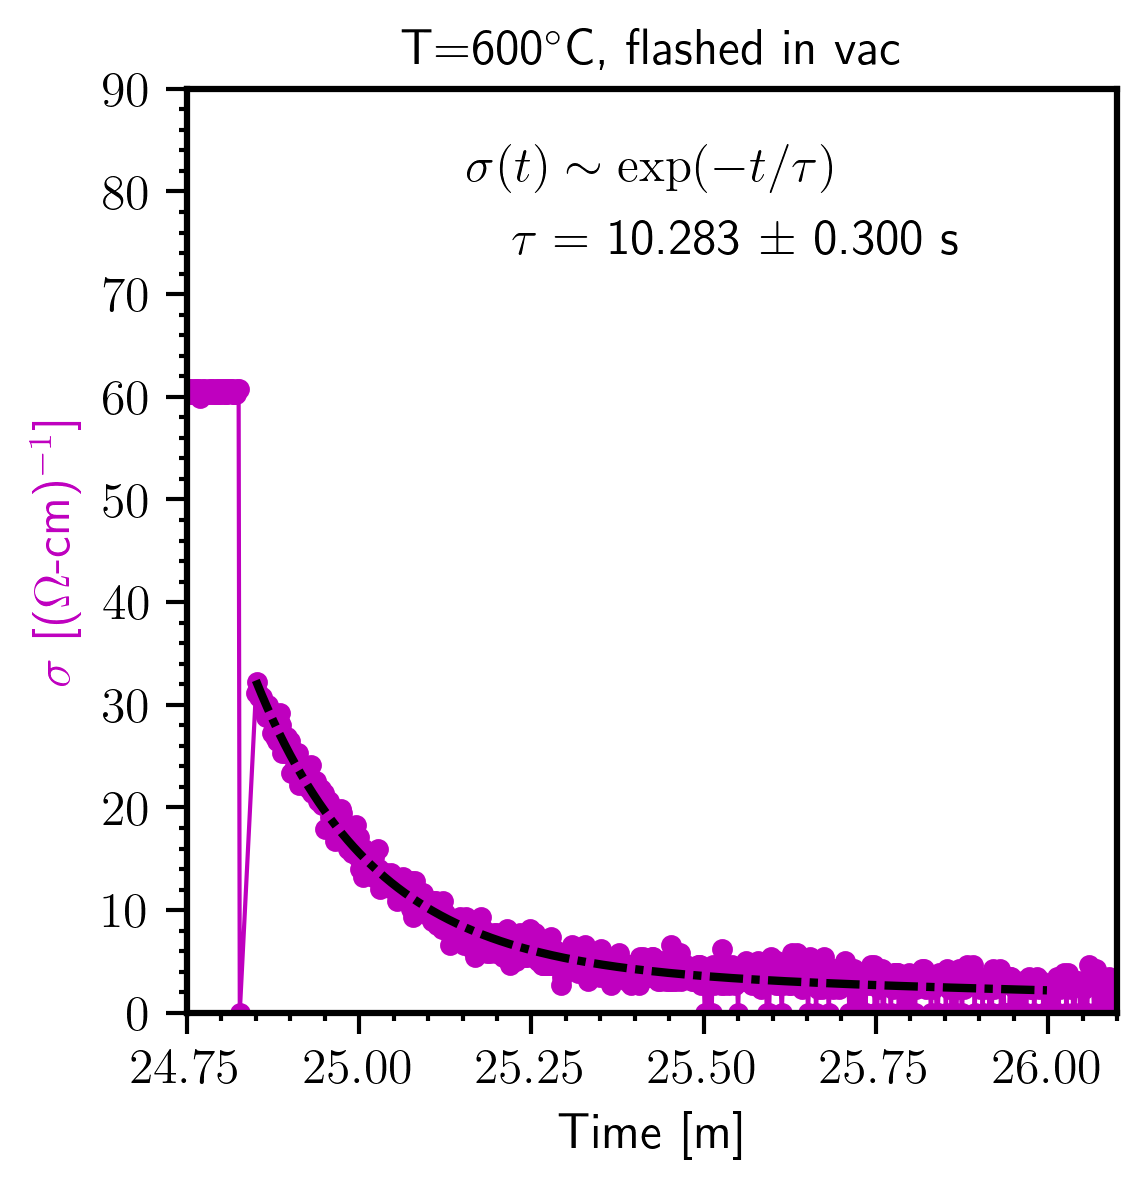 T=600°C, flashed in vac
σ(t) ∼ exp(−t/τ)
τ = 10.283 ± 0.300 s
σ [(Ω-cm)⁻¹]
90
80
70
60
50
40
30
20
10
0
24.75 25.00 25.25 25.50 25.75 26.00
Time [m]